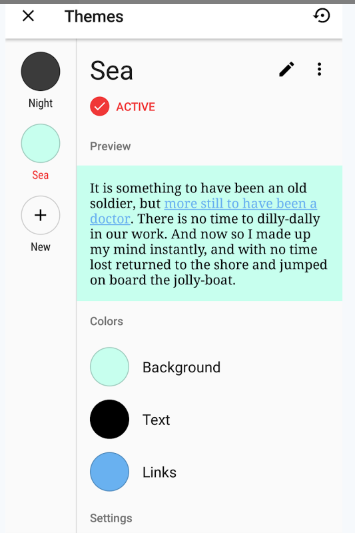 Themes
Night
Sea
New
Sea
ACTIVE
Preview
It is something to have been an old
soldier, but more still to have been a
doctor. There is no time to dilly-dally
in our work. And now so I made up
my mind instantly, and with no time
lost returned to the shore and jumped
on board the jolly-boat.
Colors
Background
Text
Links
Settings